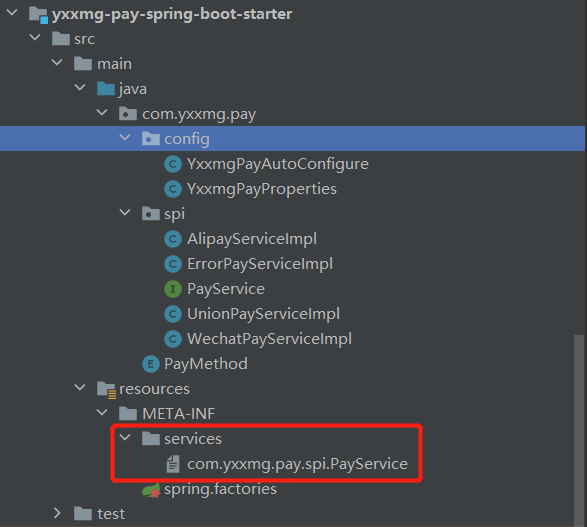 yxxmg-pay-spring-boot-starter
src
main
java
com.yxxmg.pay
config
YxxmgPayAutoConfigure
YxxmgPayProperties
spi
AlipayServiceImpl
ErrorPayServiceImpl
PayService
UnionPayServiceImpl
WechatPayServiceImpl
PayMethod
resources
META-INF
services
com.yxxmg.pay.spi.PayService
spring.factories
test